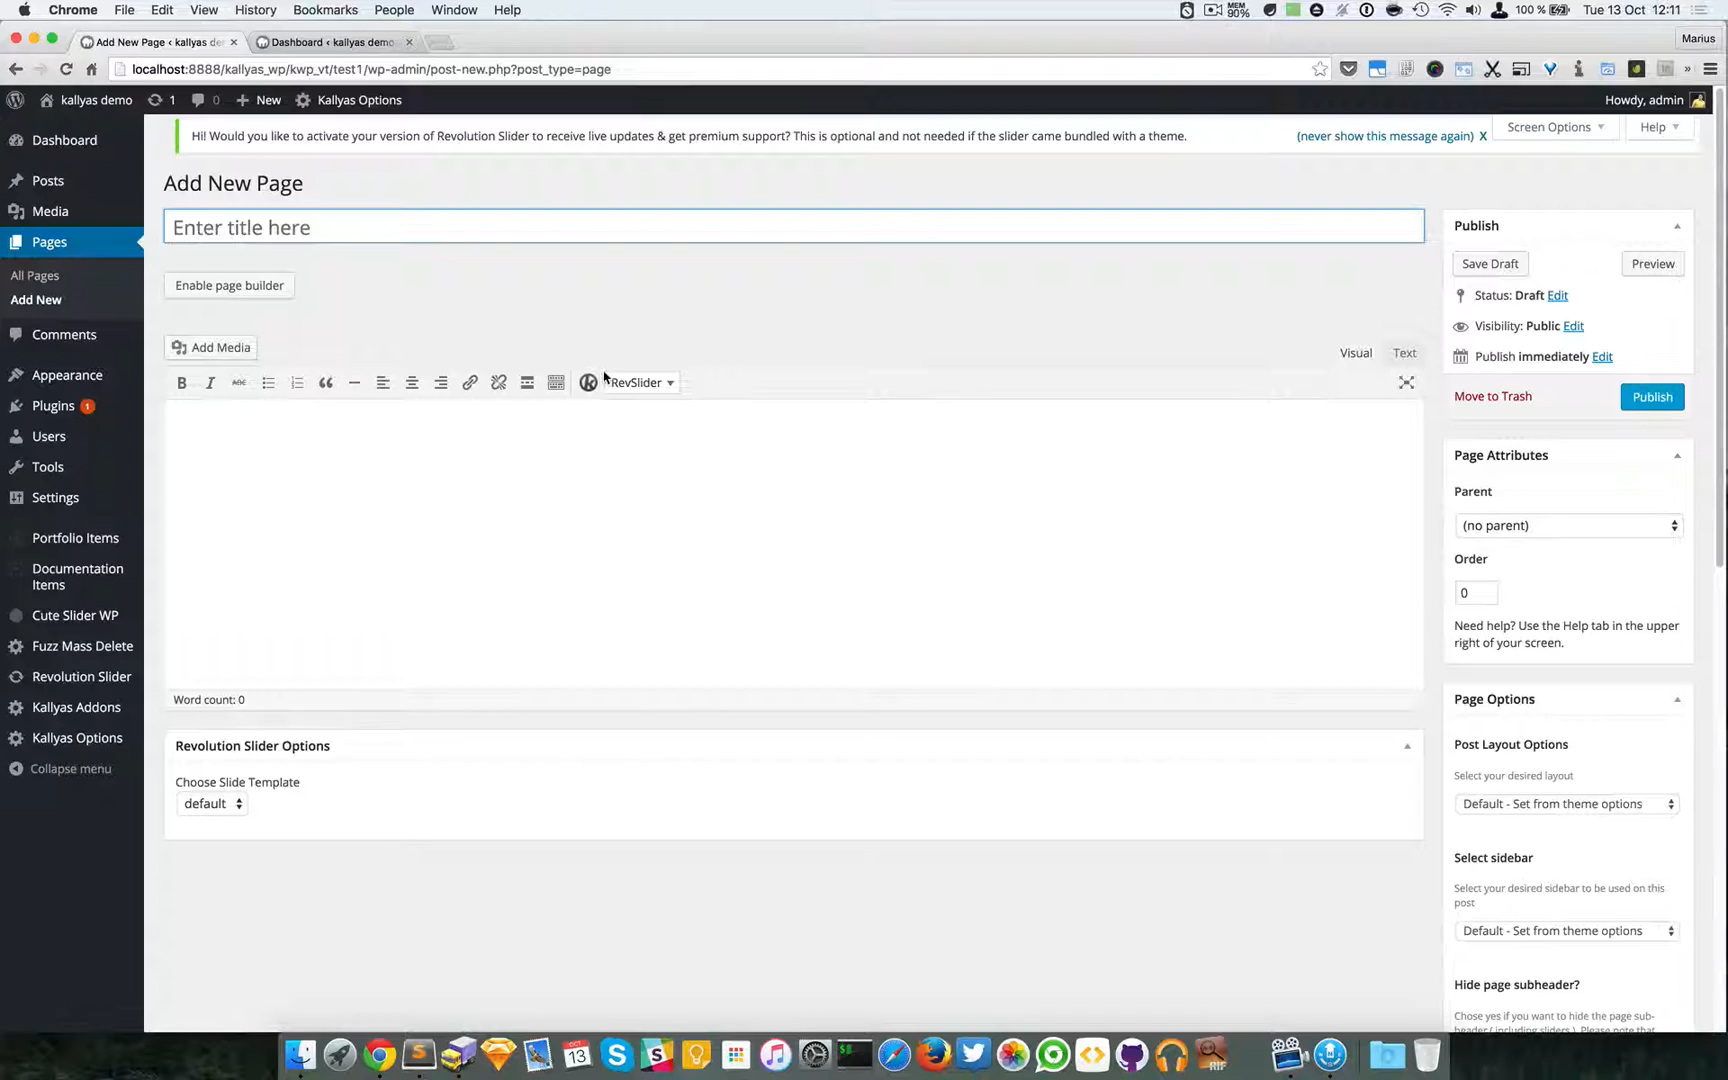 Chrome File Edit View History Bookmarks People Window Help
MEM 90% 100 % Tue 13 Oct 12:11
Add New Page ‹ kallyas de
Dashboard ‹ kallyas demo
Marius
localhost:8888/kallyas_wp/kwp_vt/test1/wp-admin/post-new.php?post_type=page
kallyas demo 1 0 New Kallyas Options
Howdy, admin
Hi! Would you like to activate your version of Revolution Slider to receive live updates & get premium support? This is optional and not needed if the slider came bundled with a theme.
(never show this message again) X
Screen Options
Help
Dashboard
Posts
Media
Pages
All Pages
Add New
Comments
Appearance
Plugins 1
Users
Tools
Settings
Portfolio Items
Documentation
Items
Cute Slider WP
Fuzz Mass Delete
Revolution Slider
Kallyas Addons
Kallyas Options
Collapse menu
Add New Page
Enter title here
Enable page builder
Add Media
Visual Text
B I ABC RevSlider
Word count: 0
Revolution Slider Options
Choose Slide Template
default
Publish
Save Draft Preview
Status: Draft Edit
Visibility: Public Edit
Publish immediately Edit
Move to Trash Publish
Page Attributes
Parent
(no parent)
Order
0
Need help? Use the Help tab in the upper
right of your screen.
Page Options
Post Layout Options
Select your desired layout
Default - Set from theme options
Select sidebar
Select your desired sidebar to be used on this
post
Default - Set from theme options
Hide page subheader?
Chose yes if you want to hide the page sub-
header ( including sliders ). Please note that
OCT
13
GIF